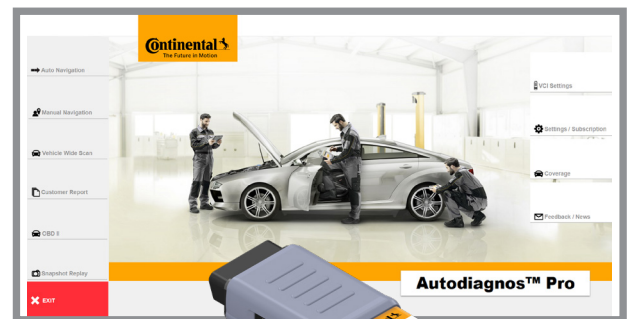 Continental
The Future in Motion
Auto Navigation
Manual Navigation
Vehicle Wide Scan
Customer Report
OBD II
Snapshot Replay
EXIT
VCI Settings
Settings / Subscription
Coverage
Feedback / News
Autodiagnos™ Pro